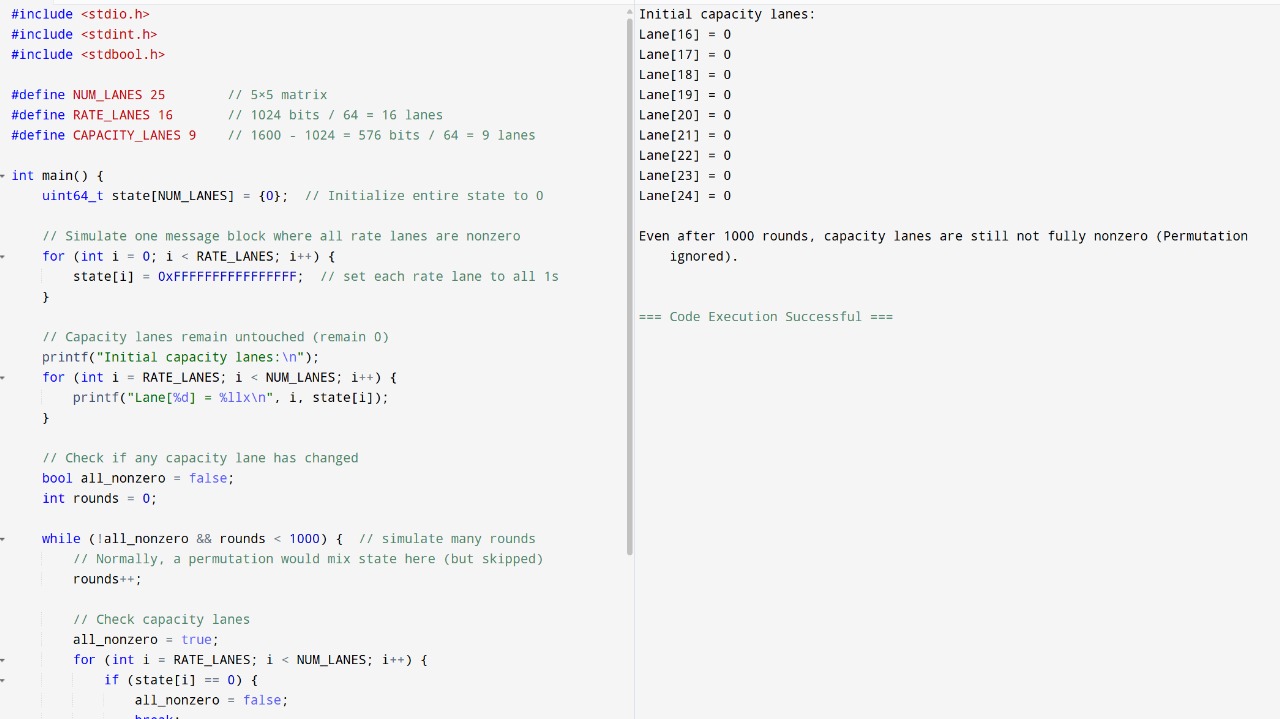 #include <stdio.h>
#include <stdint.h>
#include <stdbool.h>

#define NUM_LANES 25        // 5×5 matrix
#define RATE_LANES 16       // 1024 bits / 64 = 16 lanes
#define CAPACITY_LANES 9    // 1600 - 1024 = 576 bits / 64 = 9 lanes

int main() {
    uint64_t state[NUM_LANES] = {0};  // Initialize entire state to 0

    // Simulate one message block where all rate lanes are nonzero
    for (int i = 0; i < RATE_LANES; i++) {
        state[i] = 0xFFFFFFFFFFFFFFFF;  // set each rate lane to all 1s
    }

    // Capacity lanes remain untouched (remain 0)
    printf("Initial capacity lanes:\n");
    for (int i = RATE_LANES; i < NUM_LANES; i++) {
        printf("Lane[%d] = %llx\n", i, state[i]);
    }

    // Check if any capacity lane has changed
    bool all_nonzero = false;
    int rounds = 0;

    while (!all_nonzero && rounds < 1000) {  // simulate many rounds
        // Normally, a permutation would mix state here (but skipped)
        rounds++;

        // Check capacity lanes
        all_nonzero = true;
        for (int i = RATE_LANES; i < NUM_LANES; i++) {
            if (state[i] == 0) {
                all_nonzero = false;
                break;
Initial capacity lanes:
Lane[16] = 0
Lane[17] = 0
Lane[18] = 0
Lane[19] = 0
Lane[20] = 0
Lane[21] = 0
Lane[22] = 0
Lane[23] = 0
Lane[24] = 0

Even after 1000 rounds, capacity lanes are still not fully nonzero (Permutation
    ignored).

=== Code Execution Successful ===